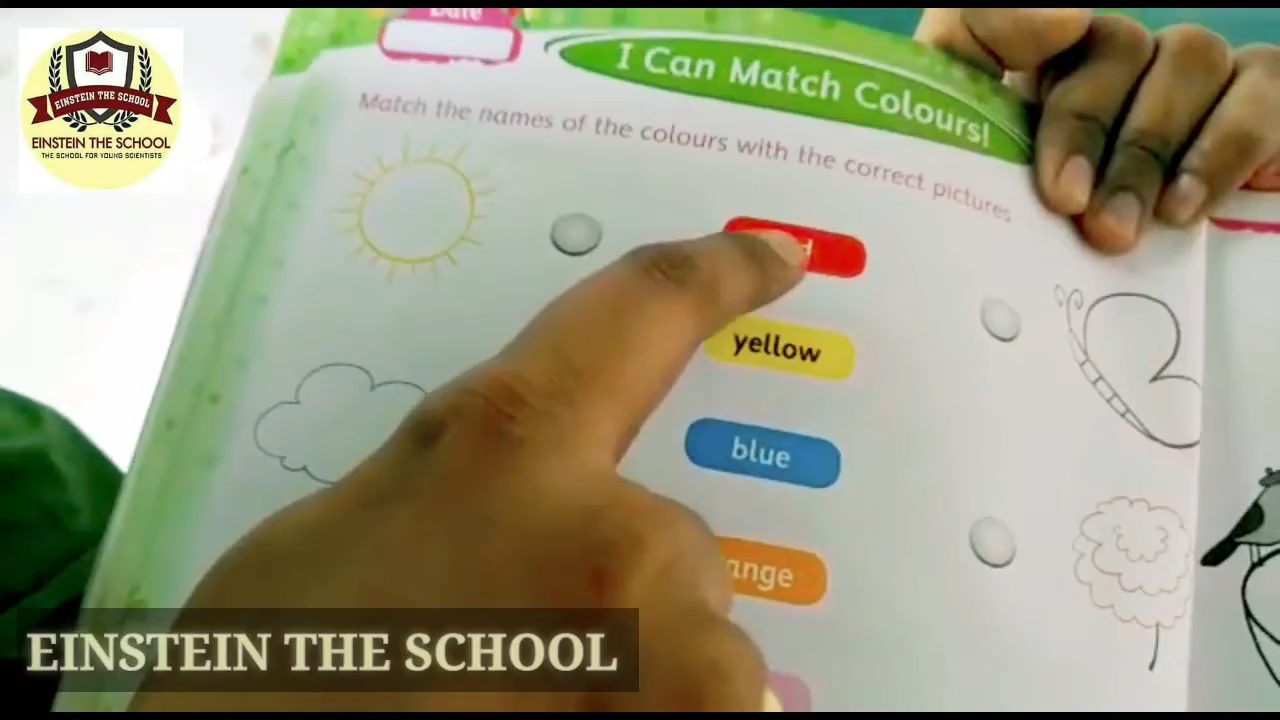 Date
I Can Match Colours!
EINSTEIN THE SCHOOL
EINSTEIN THE SCHOOL
THE SCHOOL FOR YOUNG SCIENTISTS
Match the names of the colours with the correct pictures
yellow
blue
EINSTEIN THE SCHOOL